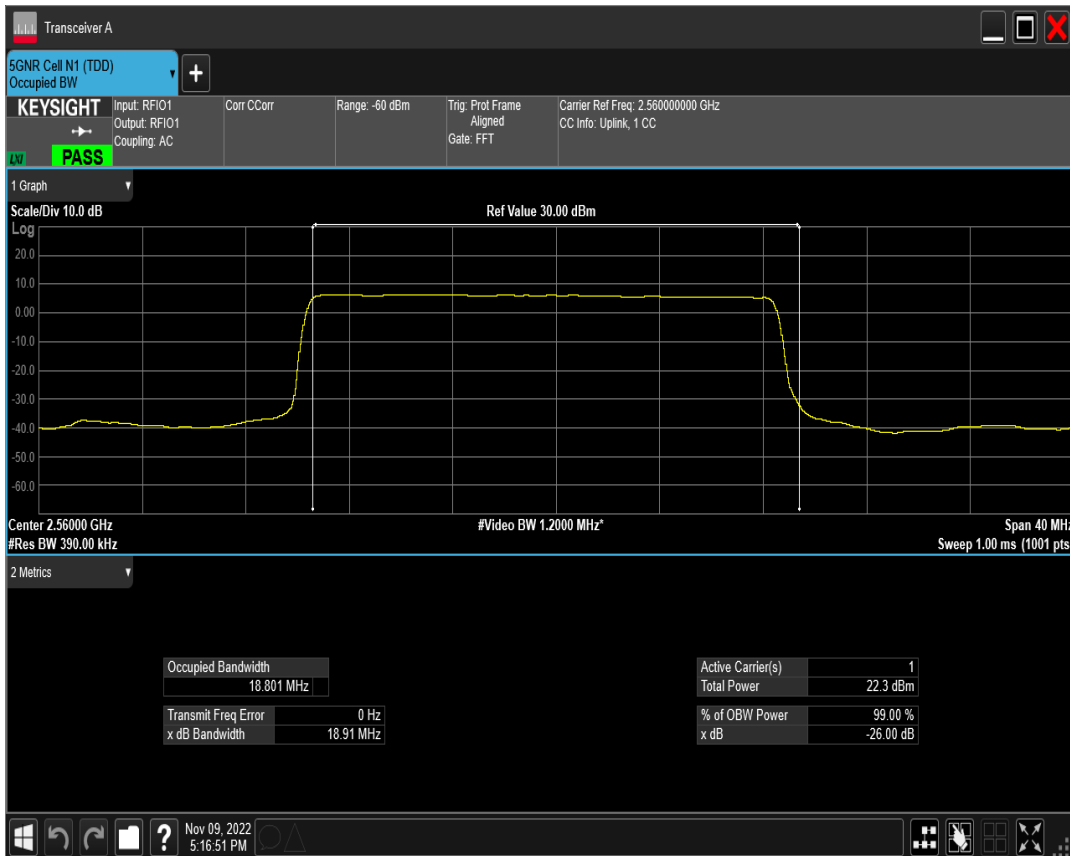 Transceiver A
5GNR Cell N1 (TDD)
Occupied BW
+
KEYSIGHT
LXI
PASS
Input: RFIO1
Output: RFIO1
Coupling: AC
Corr CCorr
Range: -60 dBm
Trig: Prot Frame
Aligned
Gate: FFT
Carrier Ref Freq: 2.560000000 GHz
CC Info: Uplink, 1 CC
1 Graph
Scale/Div 10.0 dB
Ref Value 30.00 dBm
Log
20.0
10.0
0.00
-10.0
-20.0
-30.0
-40.0
-50.0
-60.0
Center 2.56000 GHz
#Video BW 1.2000 MHz*
Span 40 MHz
#Res BW 390.00 kHz
Sweep 1.00 ms (1001 pts
2 Metrics
Occupied Bandwidth
18.801 MHz
Transmit Freq Error 0 Hz
x dB Bandwidth 18.91 MHz
Active Carrier(s) 1
Total Power 22.3 dBm
% of OBW Power 99.00 %
x dB -26.00 dB
?
Nov 09, 2022
5:16:51 PM